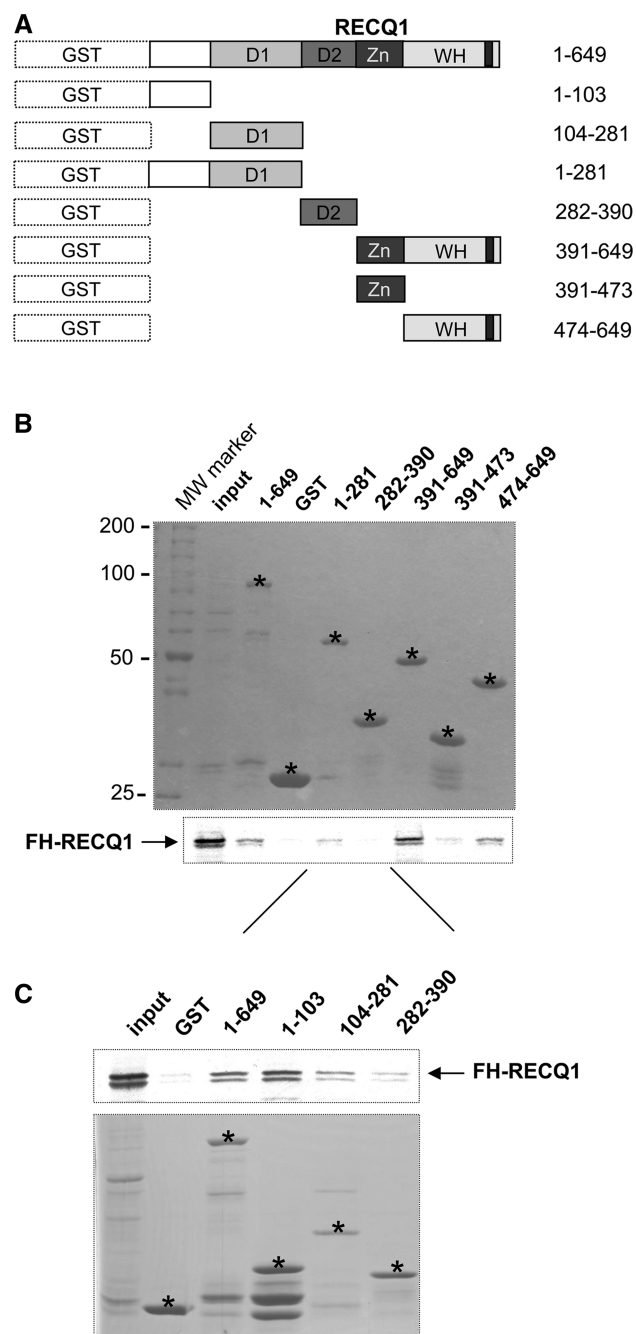 A
RECQ1
GST D1 D2 Zn WH 1-649
GST 1-103
GST D1 104-281
GST D1 1-281
GST D2 282-390
GST Zn WH 391-649
GST Zn 391-473
GST WH 474-649
B
MW marker input 1-649 GST 1-281 282-390 391-649 391-473 474-649
200 -
100 -
50 -
25-
* * * * * * *
FH-RECQ1
C
input GST 1-649 1-103 104-281 282-390
FH-RECQ1
* * * * *